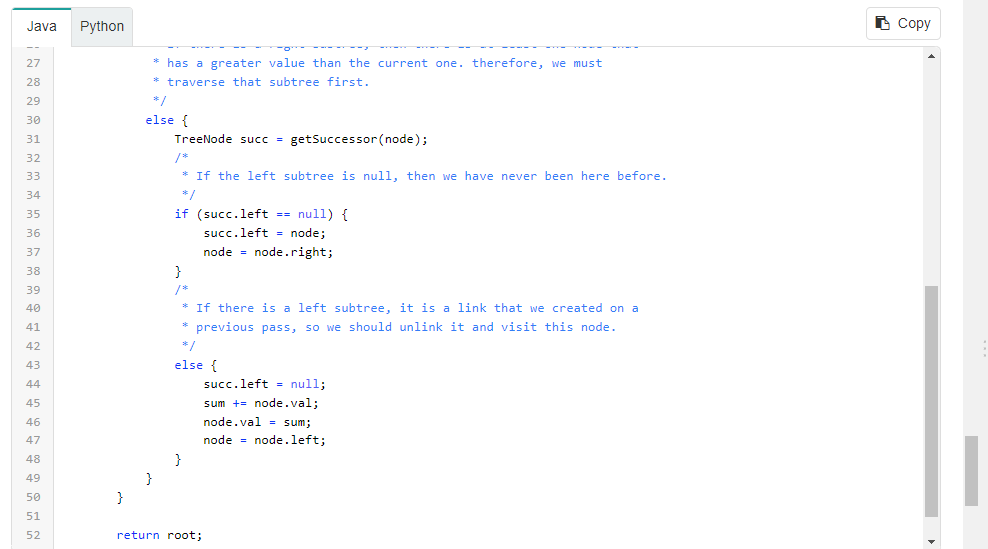 Java
Python
Copy
27 * has a greater value than the current one. therefore, we must
28 * traverse that subtree first.
29 */
30 else {
31 TreeNode succ = getSuccessor(node);
32 /*
33 * If the left subtree is null, then we have never been here before.
34 */
35 if (succ.left == null) {
36 succ.left = node;
37 node = node.right;
38 }
39 /*
40 * If there is a left subtree, it is a link that we created on a
41 * previous pass, so we should unlink it and visit this node.
42 */
43 else {
44 succ.left = null;
45 sum += node.val;
46 node.val = sum;
47 node = node.left;
48 }
49 }
50 }
51
52 return root;